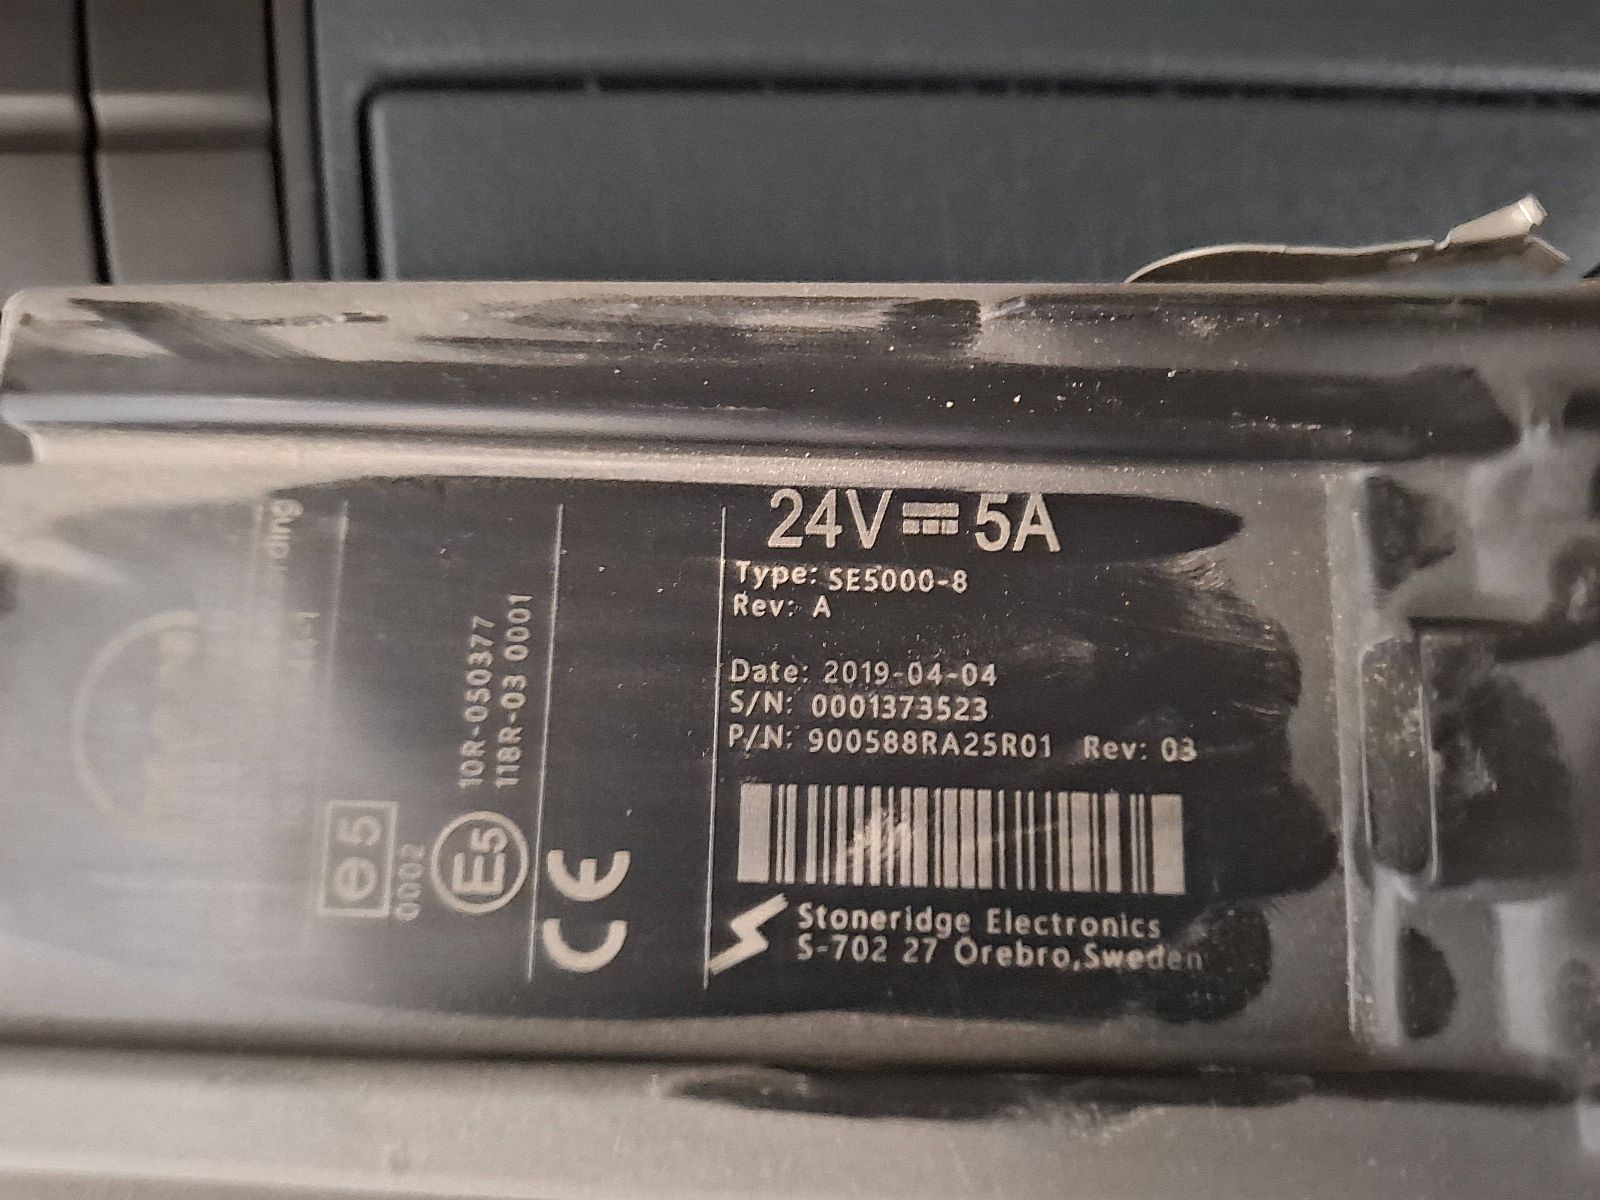 24V 5A
Type: SE5000-8
Rev: A
Date: 2019-04-04
S/N: 0001373523
P/N: 900588RA25R01 Rev: 03
Stoneridge Electronics
S-702 27 Örebro, Sweden
CE
10R-050377
118R-03 0001
E5
e5
0002